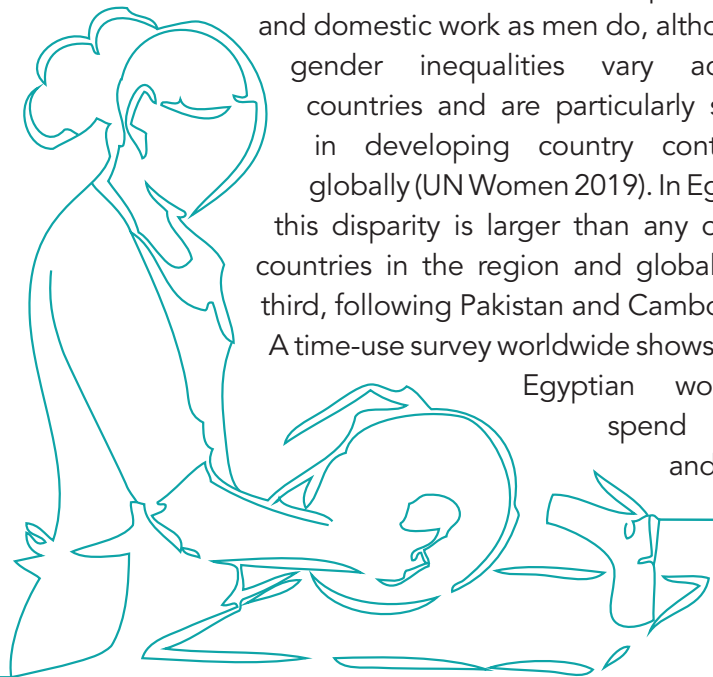 and domestic work as men do, altho
gender inequalities vary ac
countries and are particularly s
in developing country cont
globally (UN Women 2019). In Eg
this disparity is larger than any o
countries in the region and global
third, following Pakistan and Cambo
A time-use survey worldwide shows
Egyptian wo
spend
and